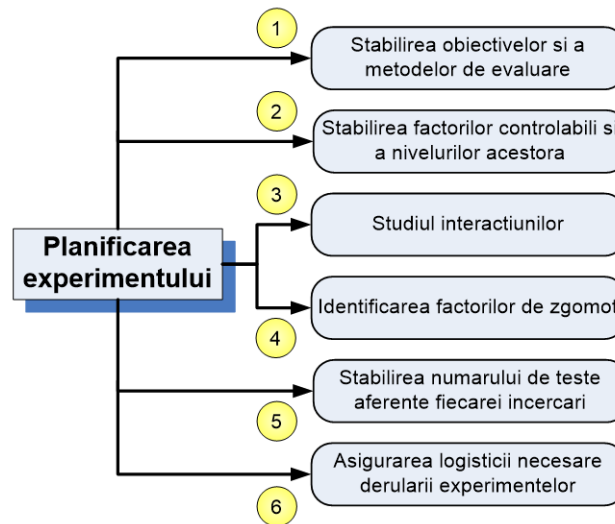 1
Stabilirea obiectivelor si a
metodelor de evaluare
2
Stabilirea factorilor controlabili si
a nivelurilor acestora
3
Studiul interactiunilor
Planificarea
experimentului
Identificarea factorilor de zgomot
4
Stabilirea numarului de teste
aferente fiecarei incercari
5
Asigurarea logisticii necesare
derularii experimentelor
6